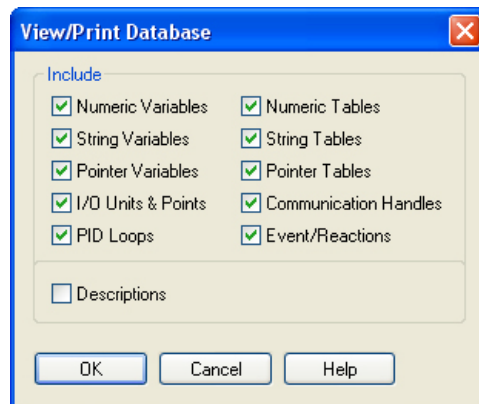 View/Print Database
Include
Numeric Variables
Numeric Tables
String Variables
String Tables
Pointer Variables
Pointer Tables
I/O Units & Points
Communication Handles
PID Loops
Event/Reactions
Descriptions
OK
Cancel
Help